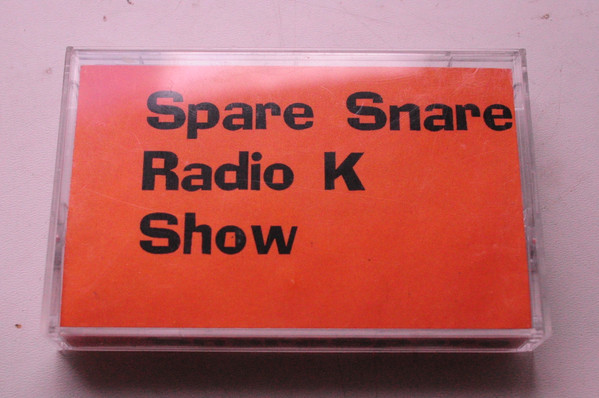 Spare Snare
Radio K
Show